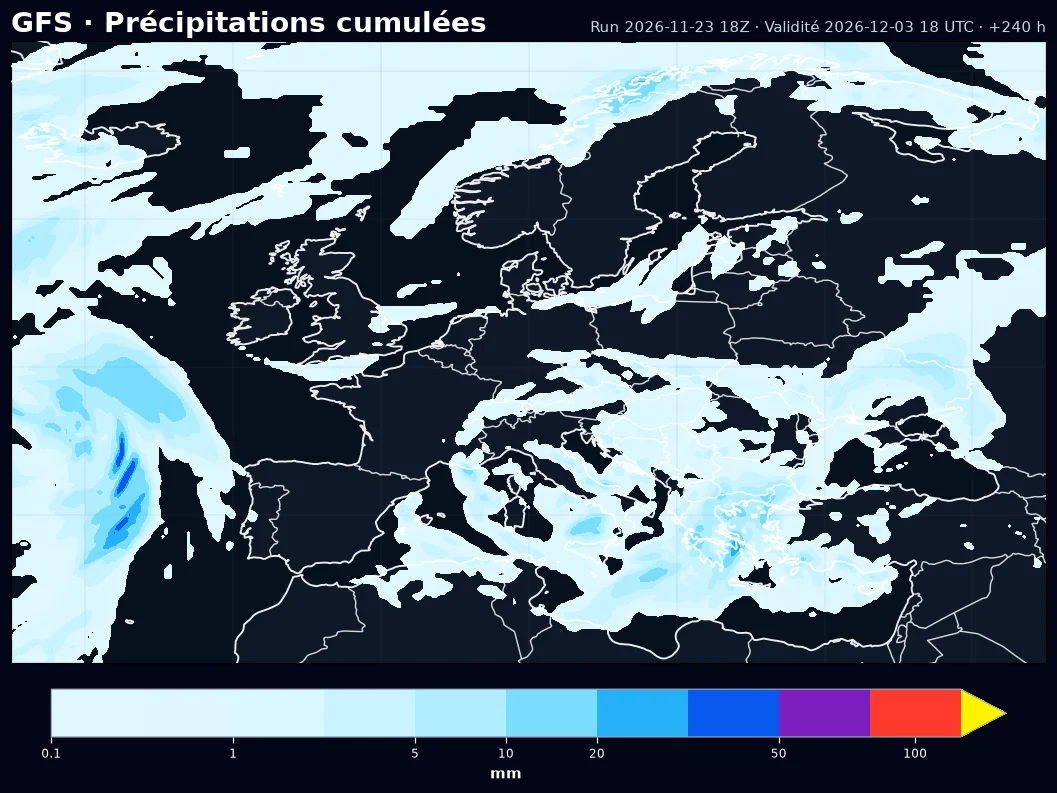 GFS · Précipitations cumulées
Run 2026-11-23 18Z · Validité 2026-12-03 18 UTC · +240 h
0.1 1 5 10 20 50 100
mm